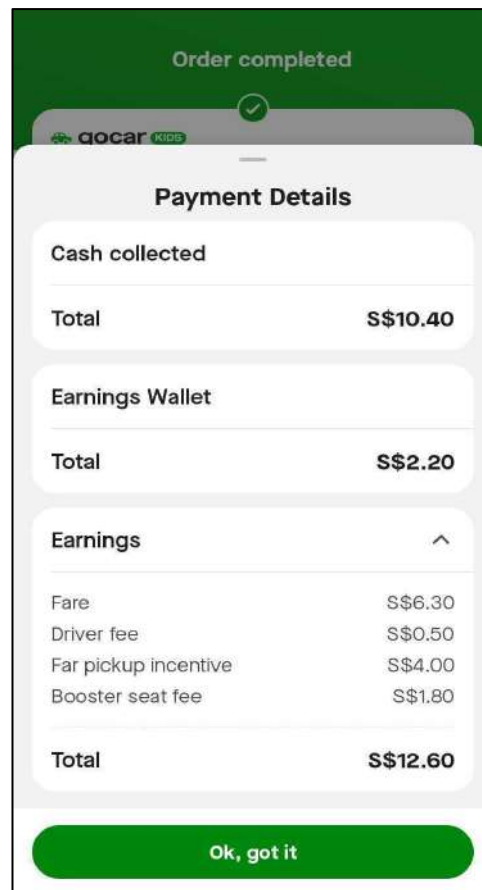 Order completed
gocar KIDS
Payment Details
Cash collected
Total S$10.40
Earnings Wallet
Total S$2.20
Earnings
Fare S$6.30
Driver fee S$0.50
Far pickup incentive S$4.00
Booster seat fee S$1.80
Total S$12.60
Ok, got it